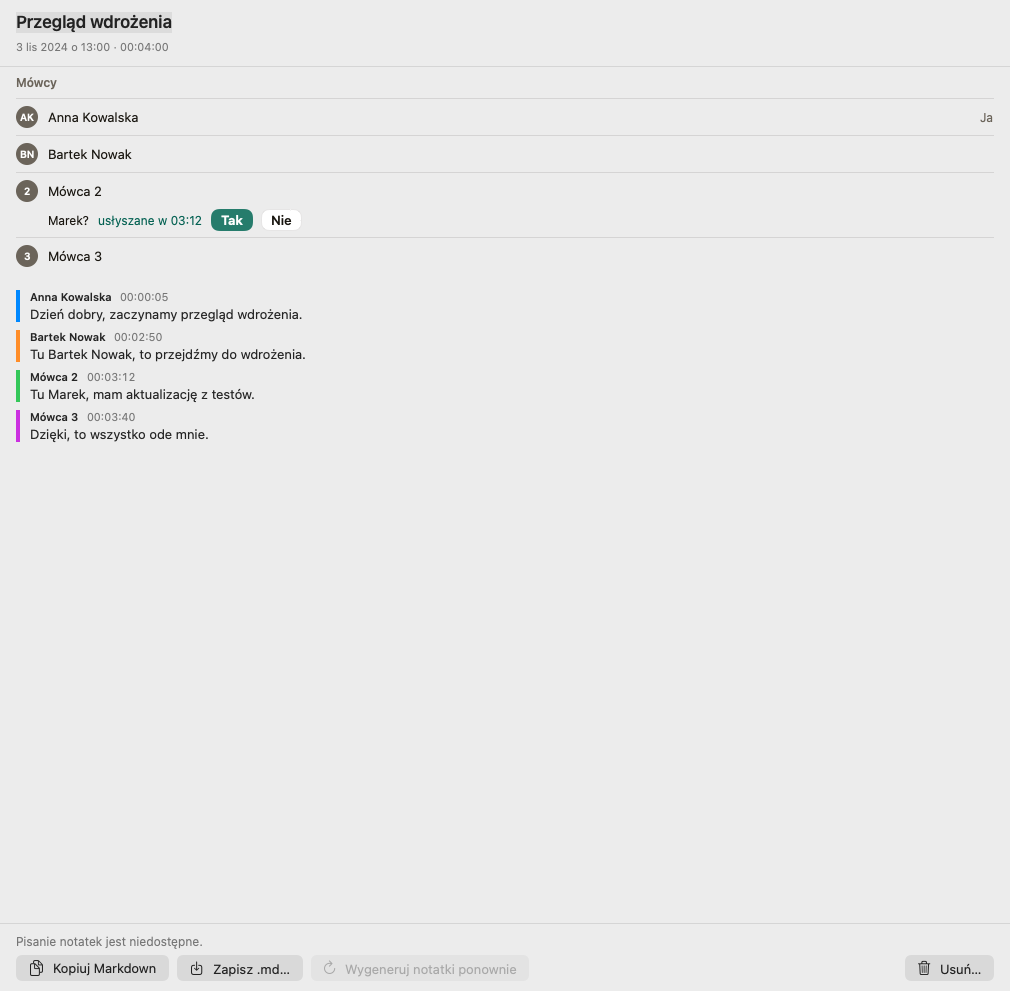 Przegląd wdrożenia
3 lis 2024 o 13:00 · 00:04:00
Mówcy
AK Anna Kowalska Ja
BN Bartek Nowak
2 Mówca 2
Marek? usłyszane w 03:12 Tak Nie
3 Mówca 3
Anna Kowalska 00:00:05
Dzień dobry, zaczynamy przegląd wdrożenia.
Bartek Nowak 00:02:50
Tu Bartek Nowak, to przejdźmy do wdrożenia.
Mówca 2 00:03:12
Tu Marek, mam aktualizację z testów.
Mówca 3 00:03:40
Dzięki, to wszystko ode mnie.
Pisanie notatek jest niedostępne.
Kopiuj Markdown Zapisz .md... Wygeneruj notatki ponownie Usuń...